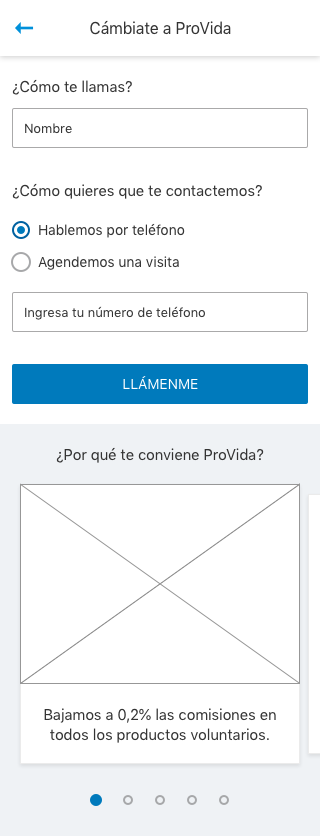 Cámbiate a ProVida
¿Cómo te llamas?
Nombre
¿Cómo quieres que te contactemos?
Hablemos por teléfono
Agendemos una visita
Ingresa tu número de teléfono
LLÁMENME
¿Por qué te conviene ProVida?
Bajamos a 0,2% las comisiones en
todos los productos voluntarios.